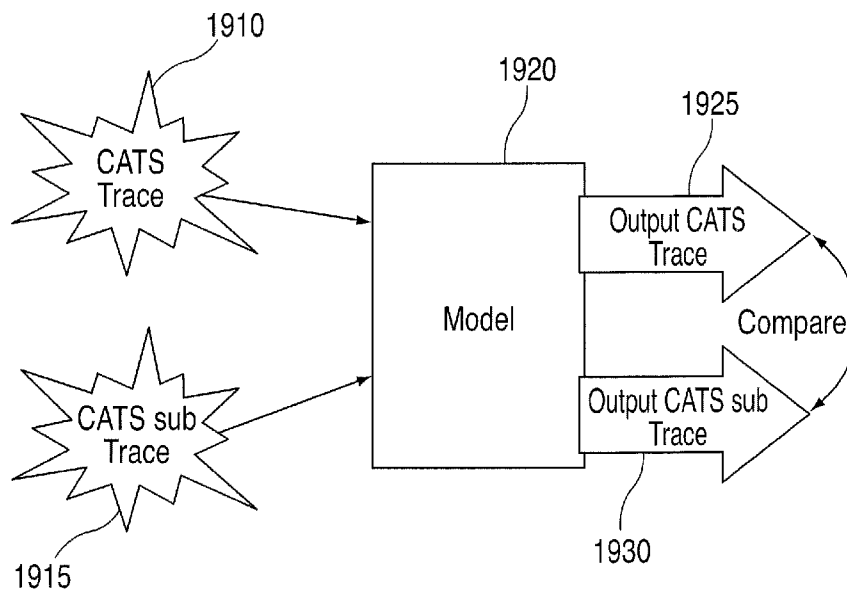 1910
1920
1925
CATS
Trace
Output CATS
Trace
Model
Compare
CATS sub
Trace
Output CATS sub
Trace
1915
1930